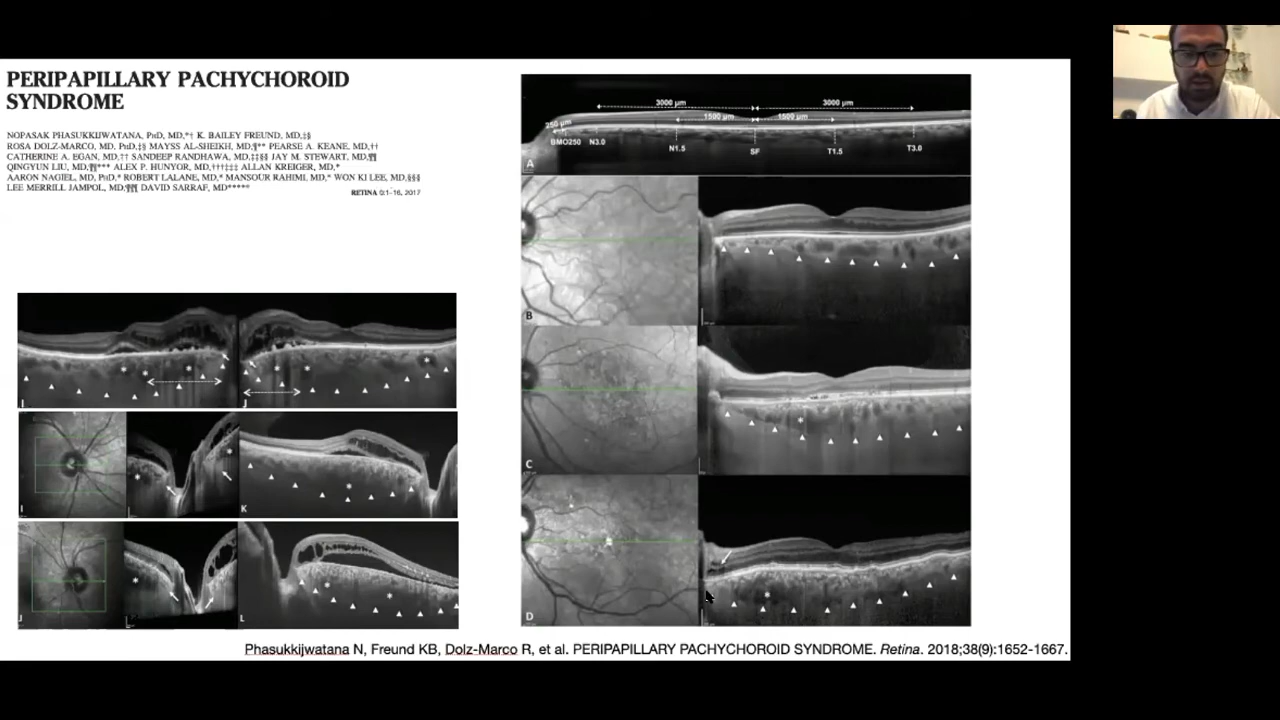 PERIPAPILLARY PACHYCHOROID
SYNDROME
NOPASAK PHASUKKIJWATANA, PHD, MD,*† K. BAILEY FREUND, MD,‡§
ROSA DOLZ-MARCO, MD, PHD,‡§ MAYSS AL-SHEIKH, MD,¶** PEARSE A. KEANE, MD,††
CATHERINE A. EGAN, MD,†† SANDEEP RANDHAWA, MD,‡‡§§ JAY M. STEWART, MD,¶¶
QINGYUN LIU, MD,¶¶*** ALEX P. HUNYOR, MD,†††‡‡‡ ALLAN KREIGER, MD,*
AARON NAGIEL, MD, PHD,* ROBERT LALANE, MD,* MANSOUR RAHIMI, MD,* WON KI LEE, MD,§§§
LEE MERRILL JAMPOL, MD,¶¶¶ DAVID SARRAF, MD*****
RETINA 0:1–16, 2017
3000 µm 3000 µm
1500 µm 1500 µm
250 µm
BMO250 N3.0 N1.5 SF T1.5 T3.0
A
B
C
D
I J
I K
J L
Phasukkijwatana N, Freund KB, Dolz-Marco R, et al. PERIPAPILLARY PACHYCHOROID SYNDROME. Retina. 2018;38(9):1652-1667.